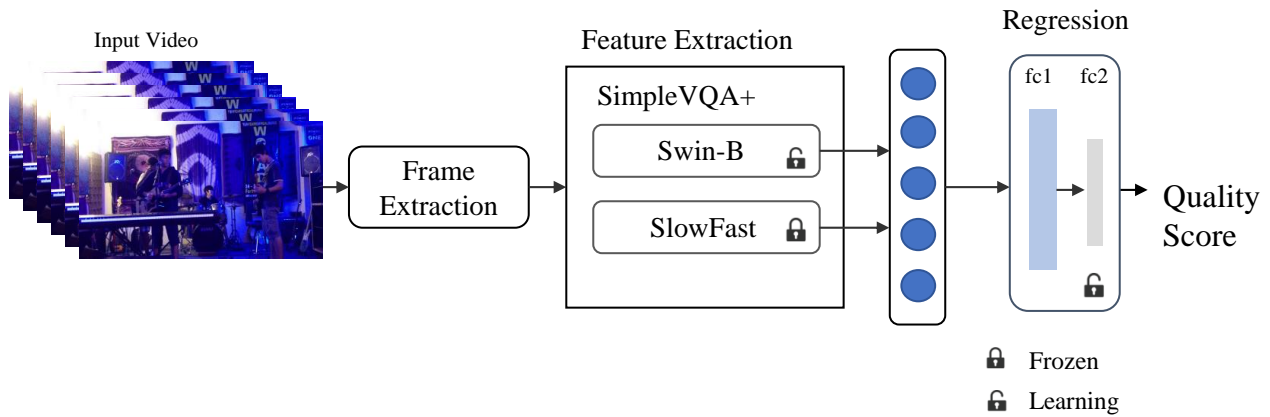 Input Video
Frame
Extraction
Feature Extraction
SimpleVQA+
Swin-B
SlowFast
Regression
fc1 fc2
Quality
Score
Frozen
Learning